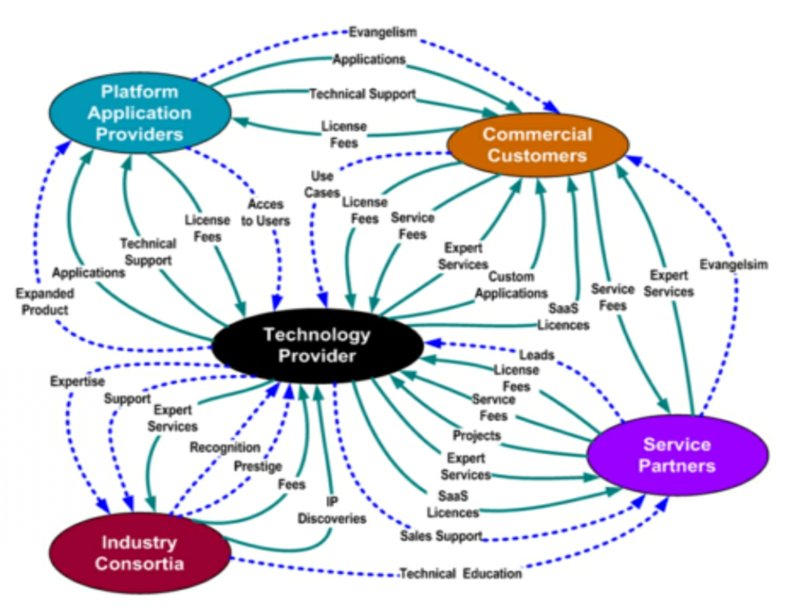 Evangelism
Applications
Technical Support
License
Fees
Platform
Application
Providers
Commercial
Customers
Use
Cases
License
Fees
Service
Fees
Acces
to Users
License
Fees
Technical
Support
Applications
Expanded
Product
Expert
Services
Custom
Applications
SaaS
Licences
Service
Fees
Expert
Services
Evangelsim
Technology
Provider
Leads
License
Fees
Service
Fees
Projects
Expert
Services
SaaS
Licences
Sales Support
Technical Education
Service
Partners
Expertise
Support
Expert
Services
Recognition
Prestige
Fees
IP
Discoveries
Industry
Consortia